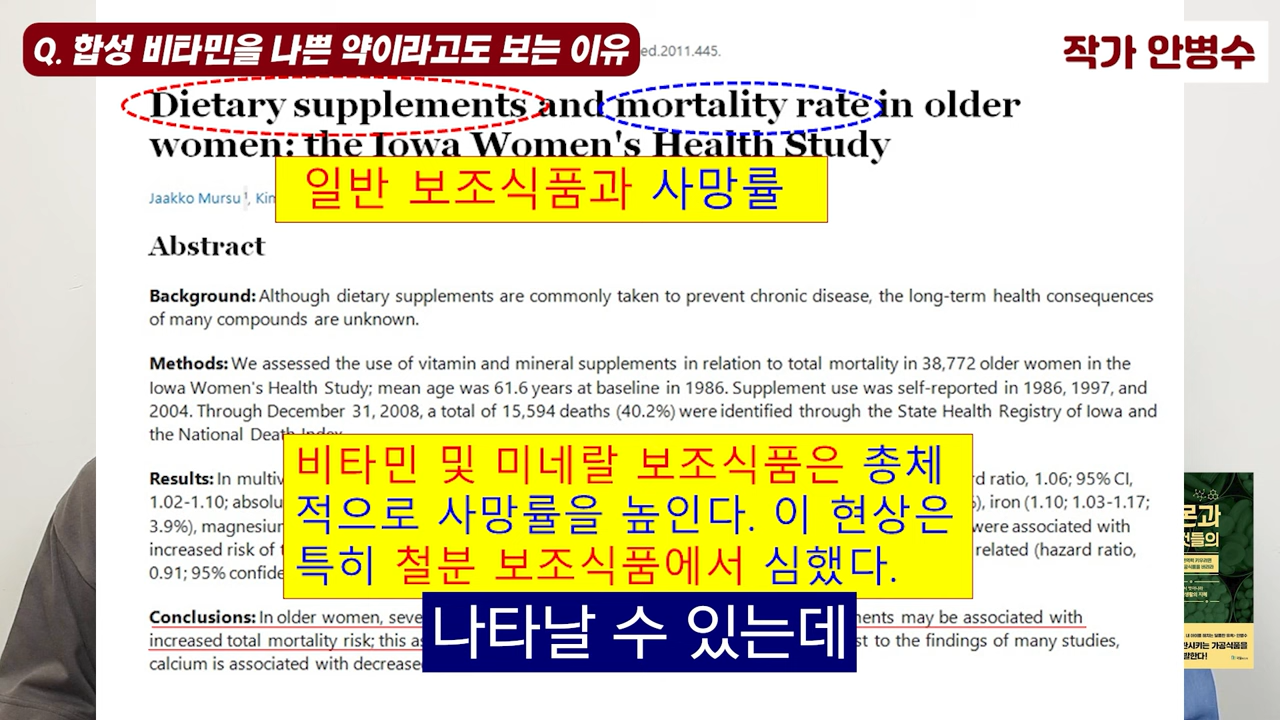 Q. 합성 비타민을 나쁜 약이라고도 보는 이유
ed.2011.445.
작가 안병수
Dietary supplements and mortality rate in older
women: the Iowa Women's Health Study
일반 보조식품과 사망률
Jaakko Mursu 1, Kim
Abstract
Background: Although dietary supplements are commonly taken to prevent chronic disease, the long-term health consequences
of many compounds are unknown.
Methods: We assessed the use of vitamin and mineral supplements in relation to total mortality in 38,772 older women in the
Iowa Women's Health Study; mean age was 61.6 years at baseline in 1986. Supplement use was self-reported in 1986, 1997, and
2004. Through December 31, 2008, a total of 15,594 deaths (40.2%) were identified through the State Health Registry of Iowa and
the National Death Index.
비타민 및 미네랄 보조식품은 총체
적으로 사망률을 높인다. 이 현상은
특히 철분 보조식품에서 심했다.
Results: In multiv rd ratio, 1.06; 95% CI,
1.02-1.10; absolu ), iron (1.10; 1.03-1.17;
3.9%), magnesium were associated with
increased risk of t related (hazard ratio,
0.91; 95% confide
Conclusions: In older women, seve ments may be associated with
increased total mortality risk; this as st to the findings of many studies,
calcium is associated with decrease
나타날 수 있는데